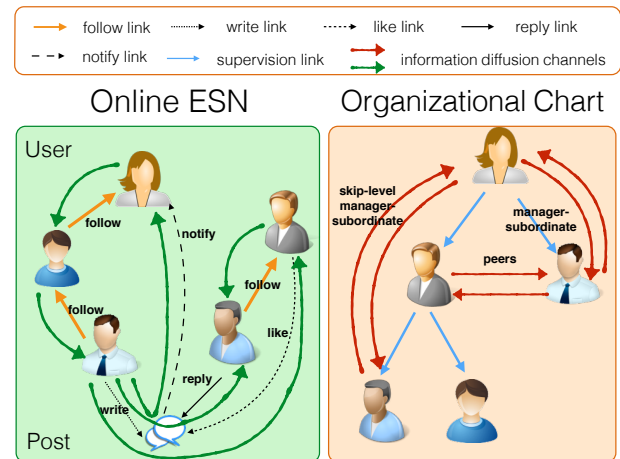 follow link
write link
like link
reply link
notify link
supervision link
information diffusion channels
Online ESN
Organizational Chart
User
skip-level
manager-
subordinate
manager-
subordinate
notify
follow
peers
follow
follow
like
reply
write
Post